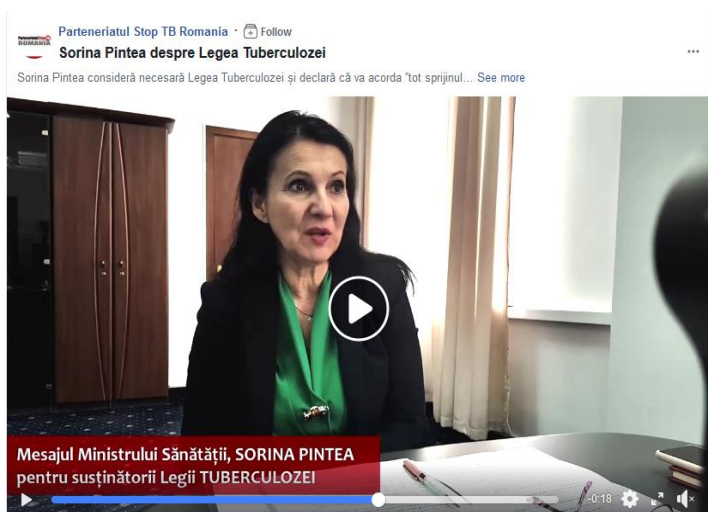 Parteneriatul Stop TB Romania · Follow
Sorina Pintea despre Legea Tuberculozei
Sorina Pintea consideră necesară Legea Tuberculozei și declară că va acorda "tot sprijinul... See more
Mesajul Ministrului Sănătății, SORINA PINTEA
pentru susținătorii Legii TUBERCULOZEI
-0:18